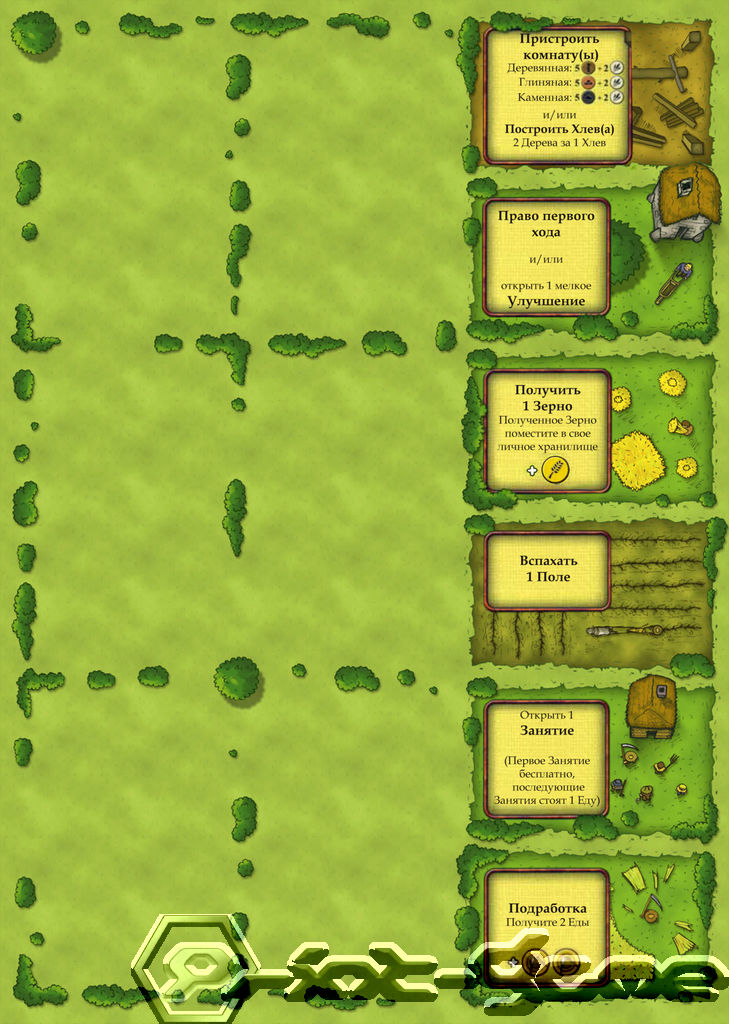 Пристроить
комнату(ы)
Деревянная: 5 + 2
Глиняная: 5 + 2
Каменная: 5 + 2
и/или
Построить Хлев(а)
2 Дерева за 1 Хлев
Право первого
хода
и/или
открыть 1 мелкое
Улучшение
Получить
1 Зерно
Полученное Зерно
поместите в свое
личное хранилище
+
Вспахать
1 Поле
Открыть 1
Занятие
(Первое Занятие
бесплатно,
последующие
Занятия стоят 1 Еду)
Подработка
Получите 2 Еды
+